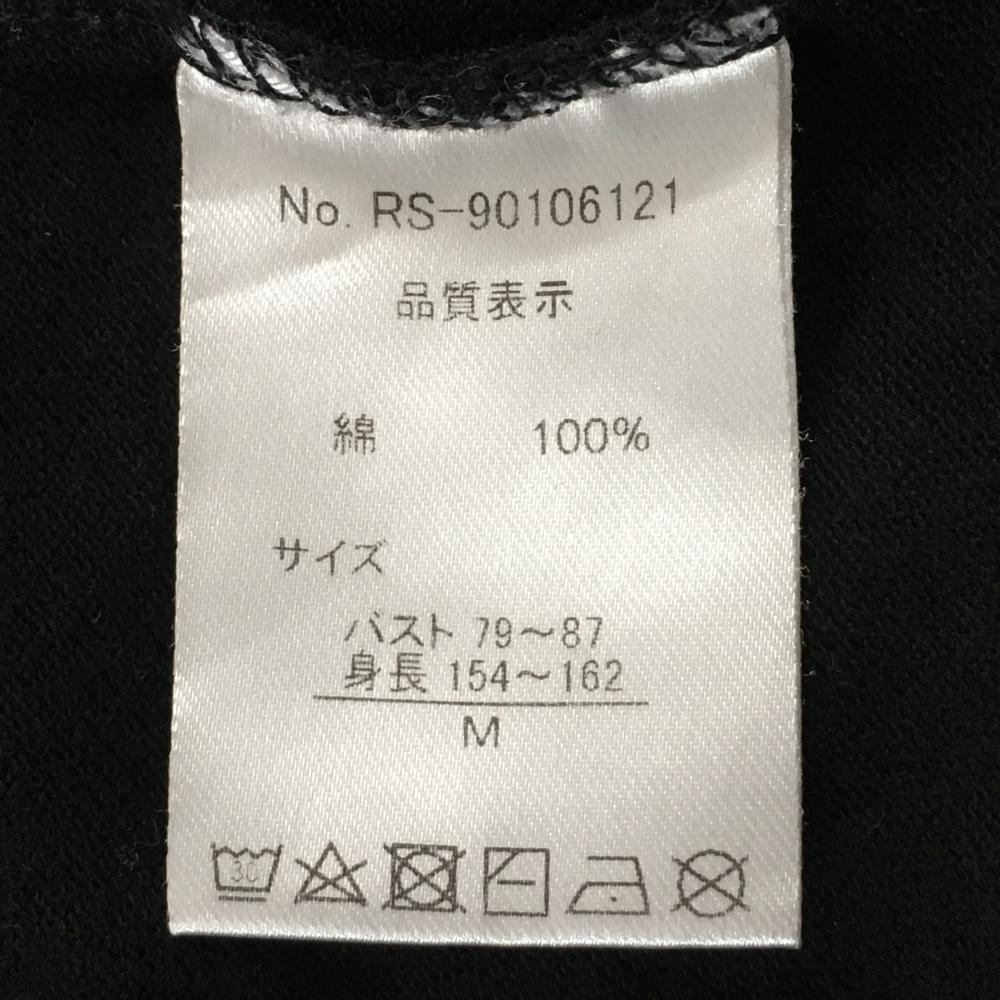 No. RS-90106121
品質表示
綿 100%
サイズ
バスト 79～87
身長 154～162
M
30